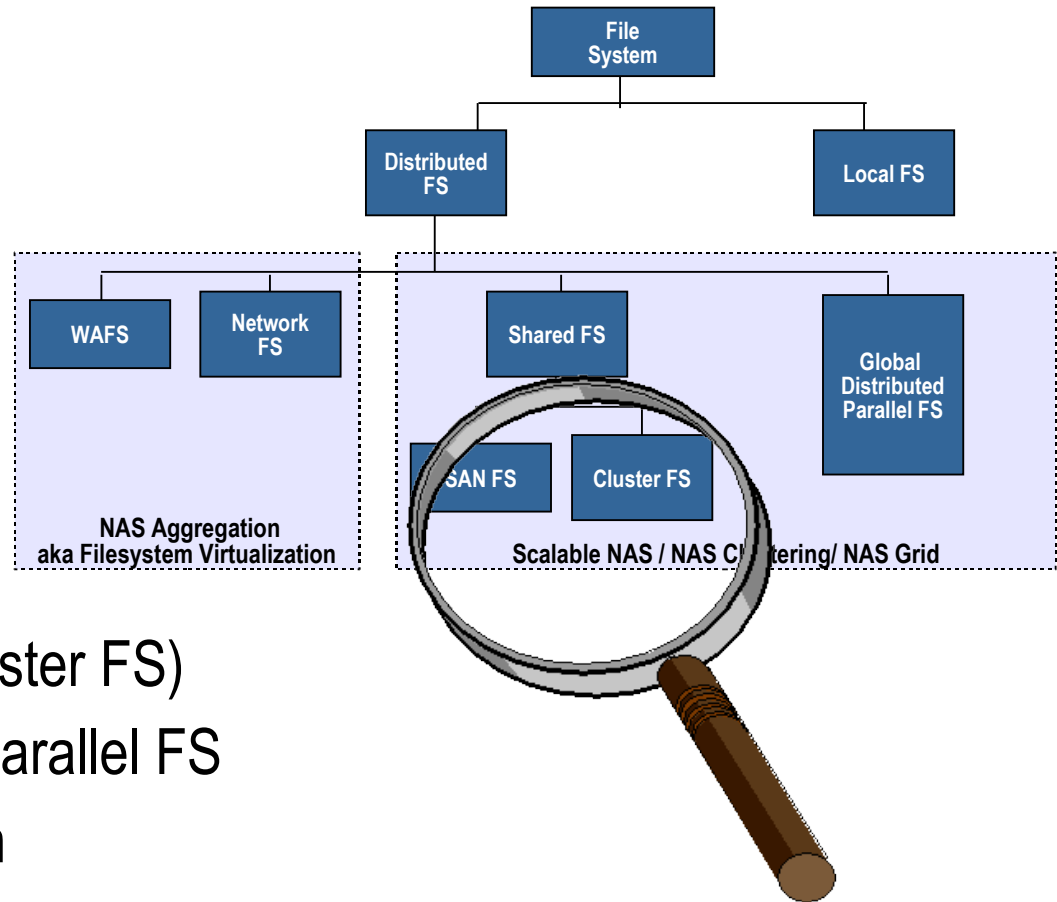 File
System
Distributed
FS
Local FS
WAFS
Network
FS
Shared FS
Global
Distributed
Parallel FS
SAN FS
Cluster FS
NAS Aggregation
aka Filesystem Virtualization
Scalable NAS / NAS Cl tering/ NAS Grid
ster FS)
arallel FS